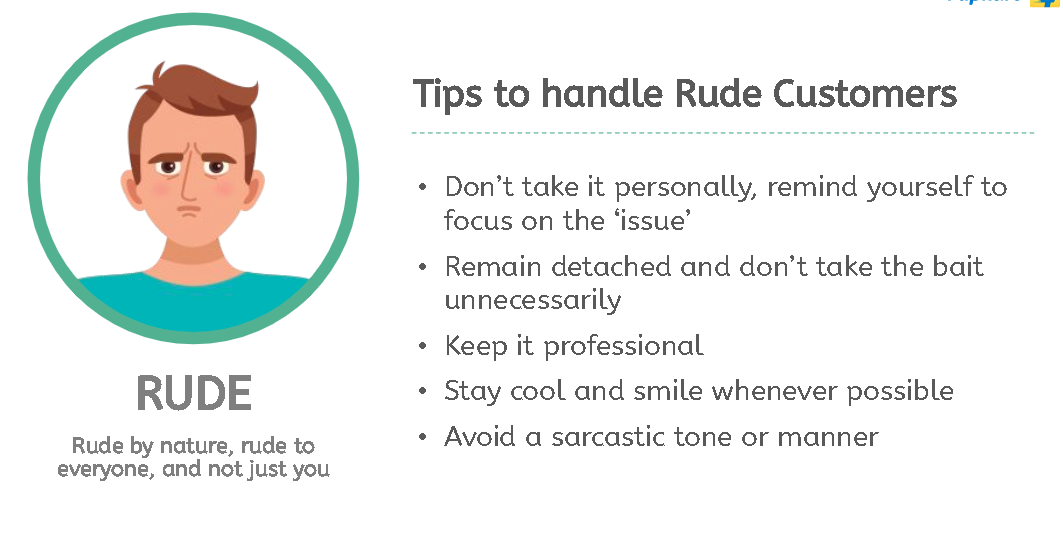 Tips to handle Rude Customers
• Don't take it personally, remind yourself to
focus on the ‘issue’
• Remain detached and don't take the bait
unnecessarily
• Keep it professional
• Stay cool and smile whenever possible
• Avoid a sarcastic tone or manner
RUDE
Rude by nature, rude to
everyone, and not just you